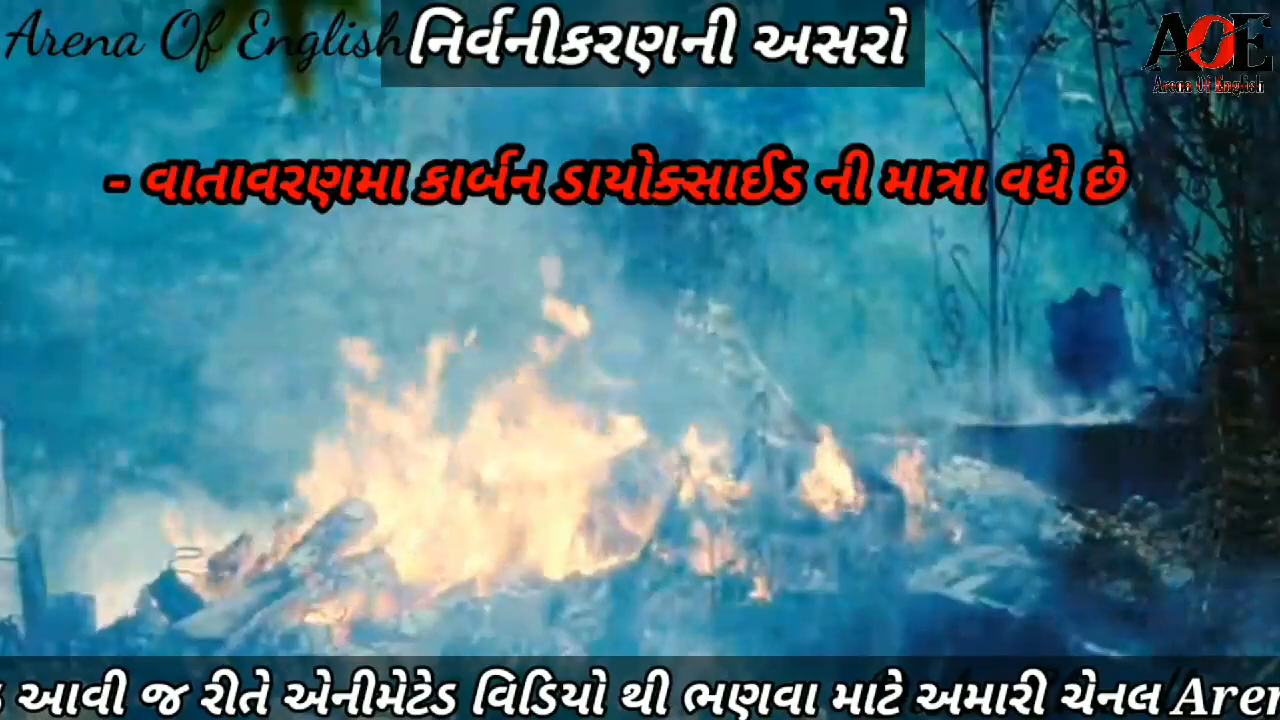 Arena Of English
નિર્વનીકરણની અસરો
AOE
Arena Of English
- વાતાવરણમા કાર્બન ડાયોક્સાઈડ ની માત્રા વધે છે
આવી જ રીતે એનીમેટેડ વિડિયો થી ભણવા માટે અમારી ચેનલ